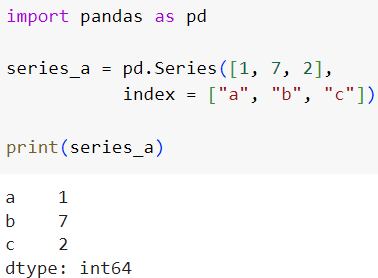 import pandas as pd
series_a = pd.Series([1, 7, 2],
index = ["a", "b", "c"])
print(series_a)
a    1
b    7
c    2
dtype: int64